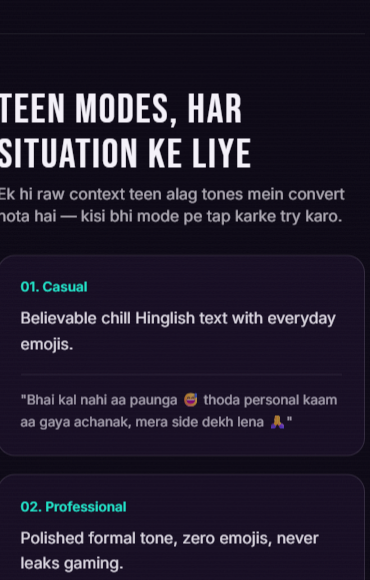 TEEN MODES, HAR
SITUATION KE LIYE
Ek hi raw context teen alag tones mein convert
hota hai — kisi bhi mode pe tap karke try karo.
01. Casual
Believable chill Hinglish text with everyday
emojis.
"Bhai kal nahi aa paunga 😅 thoda personal kaam
aa gaya achanak, mera side dekh lena 🙏🏾"
02. Professional
Polished formal tone, zero emojis, never
leaks gaming.